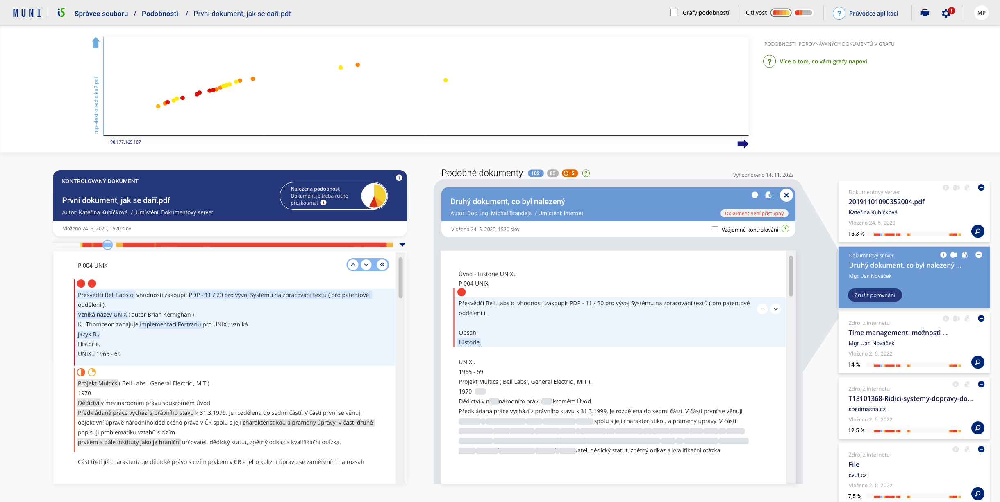 MUNI
iS
Správce souboru / Podobnosti / První dokument, jak se daří.pdf
Grafy podobností
Citlivost
? Průvodce aplikací
!
MP
mp-elektrotechnika2.pdf
90.177.165.107
PODOBNOSTI POROVNÁVANÝCH DOKUMENTŮ V GRAFU
? Více o tom, co vám grafy napoví
KONTROLOVANÝ DOKUMENT
První dokument, jak se daří.pdf
Autor: Kateřina Kubíčková / Umístění: Dokumentový server
Nalezena podobnost
Dokument je třeba ručně
přezkoumat i
Vloženo 24. 5. 2020, 1520 slov
P 004 UNIX
Přesvědčí Bell Labs o vhodnosti zakoupit PDP - 11 / 20 pro vývoj Systému na zpracování textů ( pro patentové
oddělení ).
Vzniká název UNIX ( autor Brian Kernighan )
K . Thompson zahajuje implementaci Fortranu pro UNIX ; vzniká
jazyk B .
Historie.
UNIXu 1965 - 69
Projekt Multics ( Bell Labs , General Electric , MIT ).
1970
Dědictví v mezinárodním právu soukromém Úvod
Předkládaná práce vychází z právního stavu k 31.3.1999. Je rozdělena do sedmi částí. V části první se věnuji
objektivní úpravě národního dědického práva v ČR spolu s její charakteristikou a prameny úpravy. V části druhé
popisuji problematiku vztahů s cizím
prvkem a dále instituty jako je hraniční určovatel, dědický statut, zpětný odkaz a kvalifikační otázka.
Část třetí již charakterizuje dědické právo s cizím prvkem v ČR a jeho kolizní úpravu se zaměřením na rozsah
Podobné dokumenty 102 85 5 ?
Vyhodnoceno 14. 11. 2022
Druhý dokument, co byl nalezený
Autor: Doc. Ing. Michal Brandejs / Umístění: internet
Dokument není přístupný
Vloženo 24. 5. 2020, 1520 slov
Vzájemné kontrolování ?
Úvod - Historie UNIXu
P 004 UNIX
Přesvědčí Bell Labs o vhodnosti zakoupit PDP - 11 / 20 pro vývoj Systému na zpracování textů ( pro patentové
oddělení ).
Obsah
Historie.
UNIXu
1965 - 69
Projekt Multics ( Bell Labs , General Electric , MIT ).
1970
Dědictví v m národním právu kromém Úvod
Předkládaná práce vychází z právního stavu k 31.3.1999. Je rozdělena do sedmi částí. V části první se věnuji
spolu s její charakteristikou a prameny úpravy. V části
vatel, dědický statut, zpětný odkaz a kvalifikační otázka.
Dokumentový server
20191101090352004.pdf
Kateřina Kubíčková
Vloženo 24. 5. 2020
15,3 %
Dokumntový server
Druhý dokument, co byl nalezený ...
Mgr. Jan Nováček
Zrušit porovnání
Zdroj z internetu
Time management: možnosti ...
Mgr. Jan Nováček
Vloženo 2. 5. 2022
14 %
Zdroj z internetu
T18101368-Ridici-systemy-dopravy-do...
spsdmasna.cz
Vloženo 2. 5. 2022
12,5 %
Zdroj z internetu
File
cvut.cz
Vloženo 2. 5. 2022
7,5 %